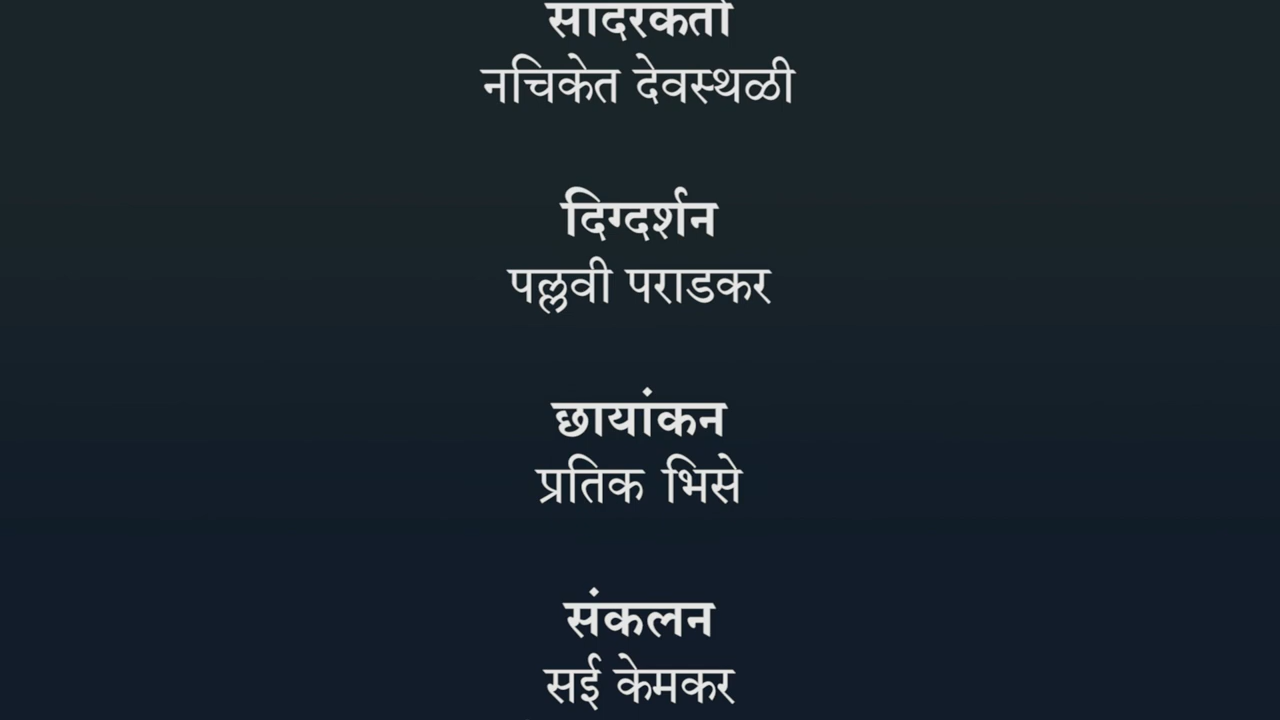 सादरकर्ता
नचिकेत देवस्थळी
दिग्दर्शन
पल्लवी पराडकर
छायांकन
प्रतिक भिसे
संकलन
सई केमकर